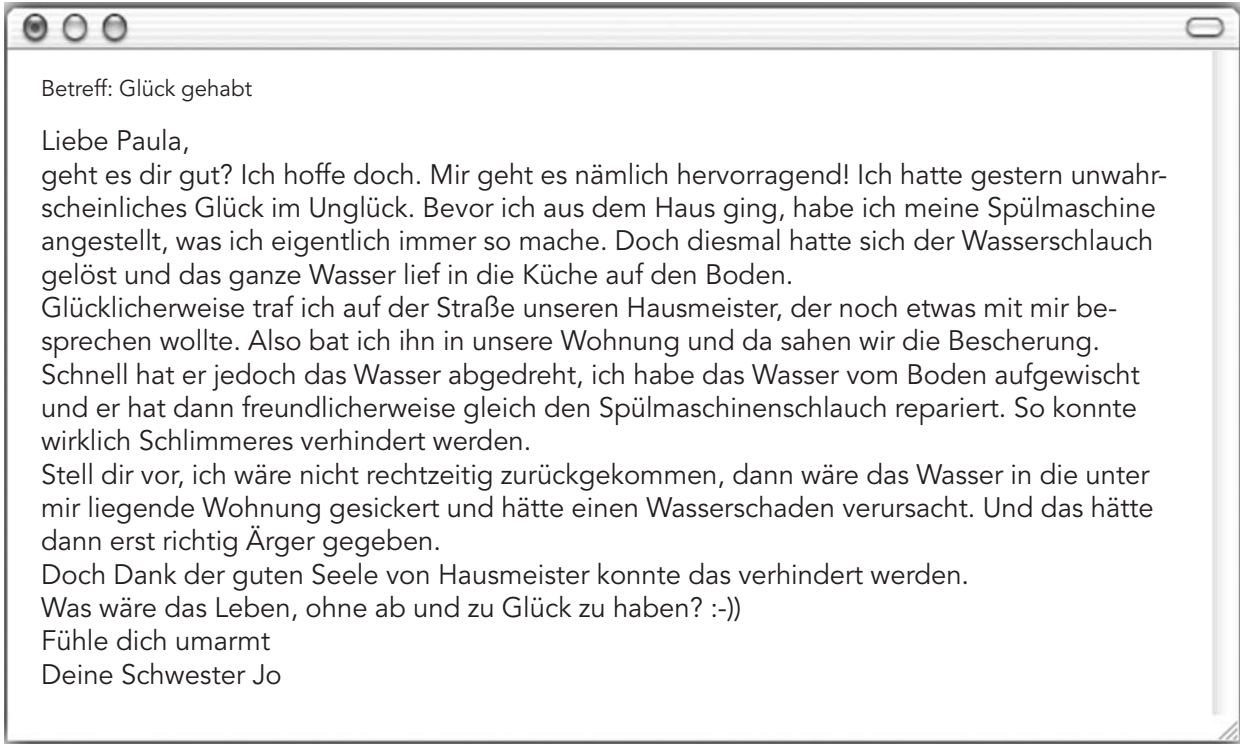 Betreff: Glück gehabt
Liebe Paula,
geht es dir gut? Ich hoffe doch. Mir geht es nämlich hervorragend! Ich hatte gestern unwahr-
scheinliches Glück im Unglück. Bevor ich aus dem Haus ging, habe ich meine Spülmaschine
angestellt, was ich eigentlich immer so mache. Doch diesmal hatte sich der Wasserschlauch
gelöst und das ganze Wasser lief in die Küche auf den Boden.
Glücklicherweise traf ich auf der Straße unseren Hausmeister, der noch etwas mit mir be-
sprechen wollte. Also bat ich ihn in unsere Wohnung und da sahen wir die Bescherung.
Schnell hat er jedoch das Wasser abgedreht, ich habe das Wasser vom Boden aufgewischt
und er hat dann freundlicherweise gleich den Spülmaschinenschlauch repariert. So konnte
wirklich Schlimmeres verhindert werden.
Stell dir vor, ich wäre nicht rechtzeitig zurückgekommen, dann wäre das Wasser in die unter
mir liegende Wohnung gesickert und hätte einen Wasserschaden verursacht. Und das hätte
dann erst richtig Ärger gegeben.
Doch Dank der guten Seele von Hausmeister konnte das verhindert werden.
Was wäre das Leben, ohne ab und zu Glück zu haben? :-))
Fühle dich umarmt
Deine Schwester Jo